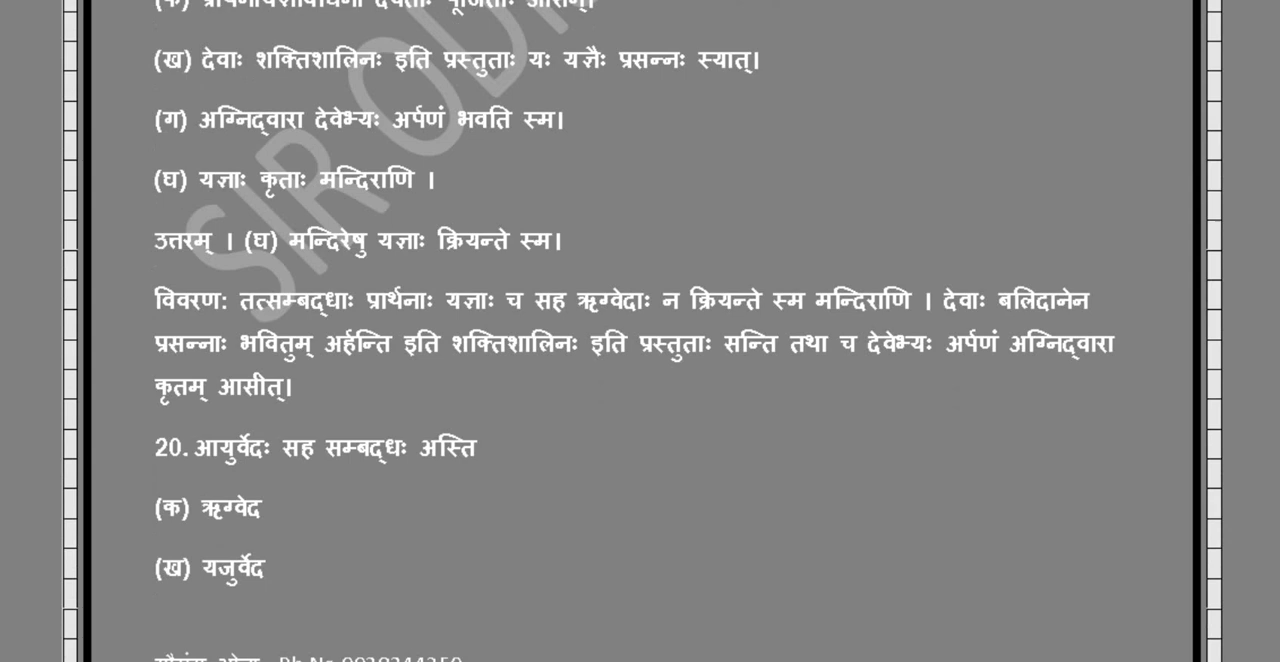 (ख) देवाः शक्तिशालिनः इति प्रस्तुताः यः यज्ञैः प्रसन्नः स्यात्।
(ग) अग्निद्वारा देवेभ्यः अर्पणं भवति स्म।
(घ) यज्ञाः कृताः मन्दिराणि ।
उत्तरम् । (घ) मन्दिरेषु यज्ञाः क्रियन्ते स्म।
विवरण: तत्सम्बद्धाः प्रार्थनाः यज्ञाः च सह ऋग्वेदाः न क्रियन्ते स्म मन्दिराणि । देवाः बलिदानेन
प्रसन्नाः भवितुम् अर्हन्ति इति शक्तिशालिनः इति प्रस्तुताः सन्ति तथा च देवेभ्यः अर्पणं अग्निद्वारा
कृतम् आसीत्।
20. आयुर्वेदः सह सम्बद्धः अस्ति
(क) ऋग्वेद
(ख) यजुर्वेद
SIR